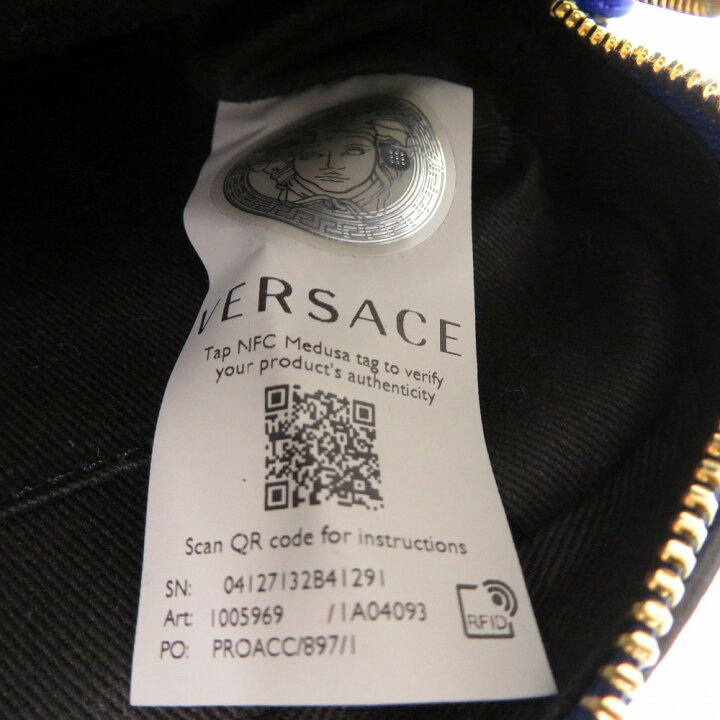 VERSACE
Tap NFC Medusa tag to verify
your product's authenticity
Scan QR code for instructions
SN: 04127132B41291
Art: 1005969 /1A04093
PO: PROACC/897/1
RFID